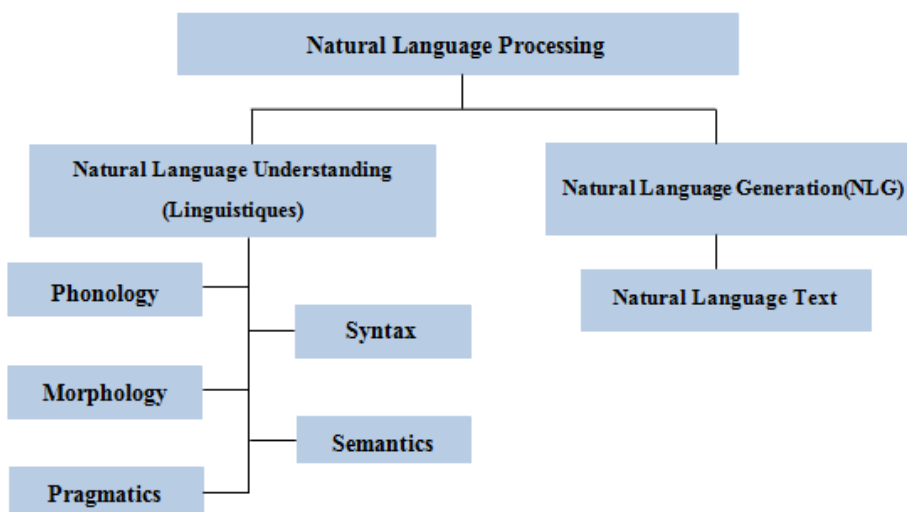 Natural Language Processing
Natural Language Understanding
(Linguistiques)
Natural Language Generation(NLG)
Phonology
Natural Language Text
Syntax
Morphology
Semantics
Pragmatics